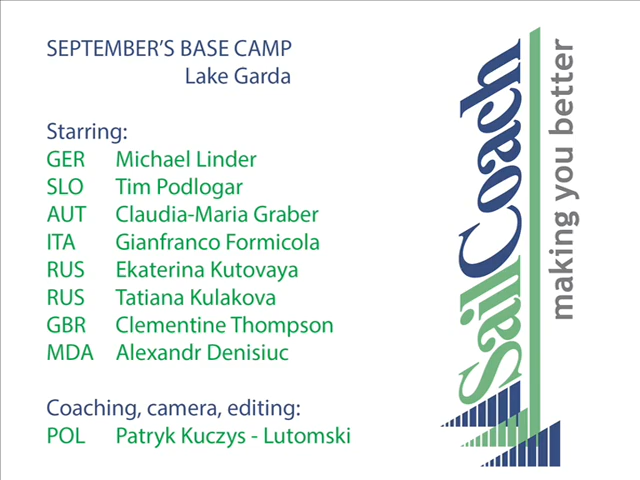 SEPTEMBER'S BASE CAMP
Lake Garda
Starring:
GER Michael Linder
SLO Tim Podlogar
AUT Claudia-Maria Graber
ITA Gianfranco Formicola
RUS Ekaterina Kutovaya
RUS Tatiana Kulakova
GBR Clementine Thompson
MDA Alexandr Denisiuc
Coaching, camera, editing:
POL Patryk Kuczys - Lutomski
SailCoach
making you better